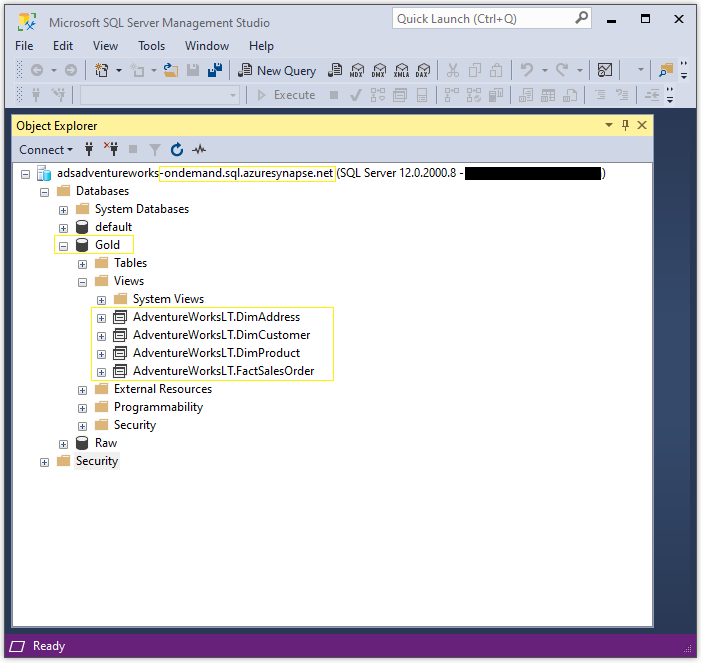 Microsoft SQL Server Management Studio
Quick Launch (Ctrl+Q)
File Edit View Tools Window Help
New Query MDX DMX XMLA DAX
Execute
Object Explorer
Connect
adsadventureworks-ondemand.sql.azuresynapse.net (SQL Server 12.0.2000.8 - )
Databases
System Databases
default
Gold
Tables
Views
System Views
AdventureWorksLT.DimAddress
AdventureWorksLT.DimCustomer
AdventureWorksLT.DimProduct
AdventureWorksLT.FactSalesOrder
External Resources
Programmability
Security
Raw
Security
Ready